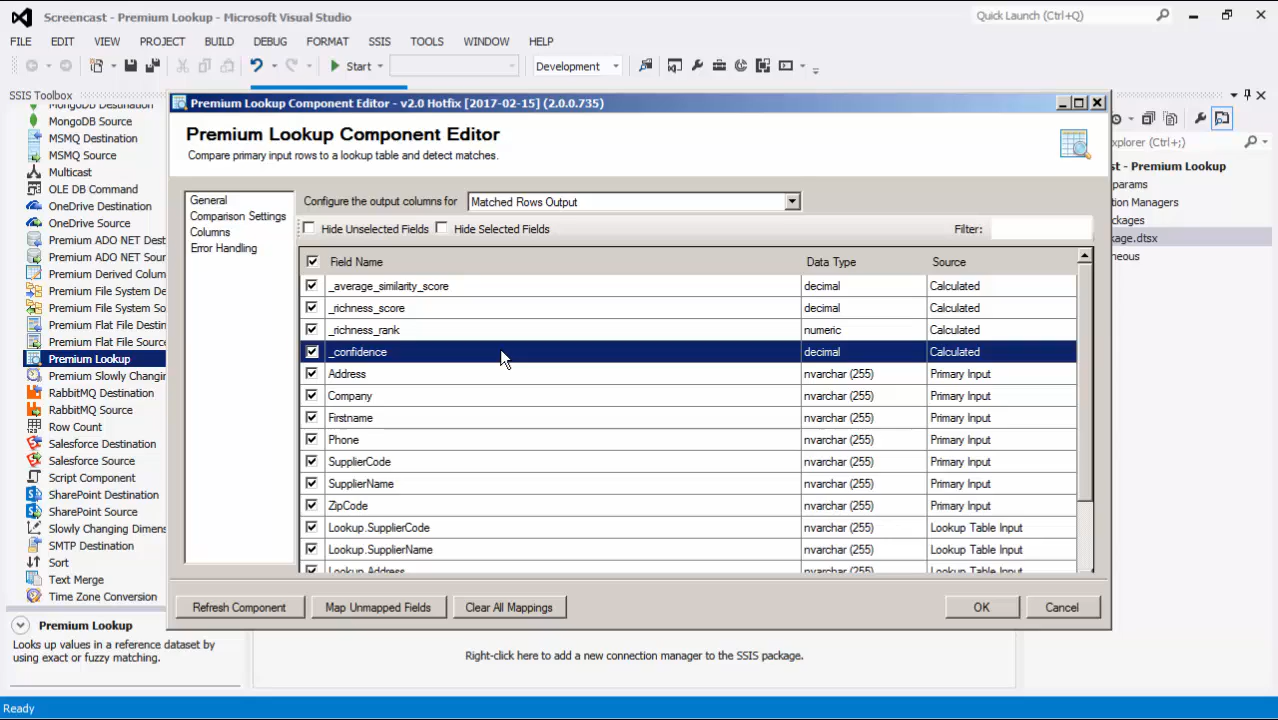 Screencast - Premium Lookup - Microsoft Visual Studio
Quick Launch (Ctrl+Q)
FILE EDIT VIEW PROJECT BUILD DEBUG FORMAT SSIS TOOLS WINDOW HELP
Start
Development
SSIS Toolbox
MongoDB Destination
MongoDB Source
MSMQ Destination
MSMQ Source
Multicast
OLE DB Command
OneDrive Destination
OneDrive Source
Premium ADO NET Dest
Premium ADO NET Sour
Premium Derived Colum
Premium File System De
Premium File System So
Premium Flat File Destin
Premium Flat File Source
Premium Lookup
Premium Slowly Changin
RabbitMQ Destination
RabbitMQ Source
Row Count
Salesforce Destination
Salesforce Source
Script Component
SharePoint Destination
SharePoint Source
Slowly Changing Dimens
SMTP Destination
Sort
Text Merge
Time Zone Conversion
Premium Lookup
Looks up values in a reference dataset by
using exact or fuzzy matching.
Premium Lookup Component Editor - v2.0 Hotfix [2017-02-15] (2.0.0.735)
Premium Lookup Component Editor
Compare primary input rows to a lookup table and detect matches.
General
Comparison Settings
Columns
Error Handling
Configure the output columns for Matched Rows Output
Hide Unselected Fields Hide Selected Fields Filter:
Field Name Data Type Source
_average_similarity_score decimal Calculated
_richness_score decimal Calculated
_richness_rank numeric Calculated
_confidence decimal Calculated
Address nvarchar (255) Primary Input
Company nvarchar (255) Primary Input
Firstname nvarchar (255) Primary Input
Phone nvarchar (255) Primary Input
SupplierCode nvarchar (255) Primary Input
SupplierName nvarchar (255) Primary Input
ZipCode nvarchar (255) Primary Input
Lookup.SupplierCode nvarchar (255) Lookup Table Input
Lookup.SupplierName nvarchar (255) Lookup Table Input
Lookup.Address nvarchar (255) Lookup Table Input
Refresh Component Map Unmapped Fields Clear All Mappings OK Cancel
xplorer (Ctrl+;)
st - Premium Lookup
params
tion Managers
ckages
kage.dtsx
neous
Right-click here to add a new connection manager to the SSIS package.
Ready